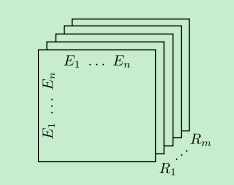 E₁ … Eₙ
E₁ … Eₙ
Rₘ
⋰
R₁